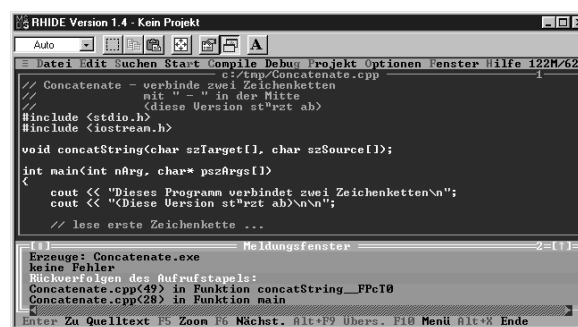 RHIDE Version 1.4 - Kein Projekt
Auto
≡ Datei Edit Suchen Start Compile Debug Projekt Optionen Fenster Hilfe 122M/62
c:/tmp/Concatenate.cpp 1
// Concatenate - verbinde zwei Zeichenketten
// mit " - " in der Mitte
// (diese Version st"rzt ab)
#include <stdio.h>
#include <iostream.h>
void concatString(char szTarget[], char szSource[]);
int main(int nArg, char* pszArgs[])
{
cout << "Dieses Programm verbindet zwei Zeichenketten\n";
cout << "(Diese Version st"rzt ab)\n\n";
// lese erste Zeichenkette ...
Meldungsfenster 2=[↑]
Erzeuge: Concatenate.exe
keine Fehler
Rückverfolgen des Aufrufstapels:
Concatenate.cpp(49) in Funktion concatString__FPcT0
Concatenate.cpp(28) in Funktion main
Enter Zu Quelltext F5 Zoom F6 Nächst. Alt+F9 Übers. F10 Menü Alt+X Ende